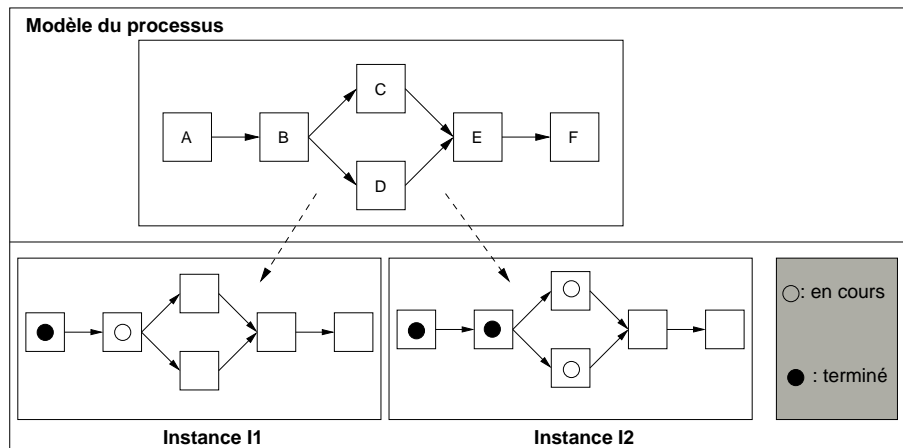 Modèle du processus
C
A
B
E
F
D
: en cours
: terminé
Instance I1
Instance I2